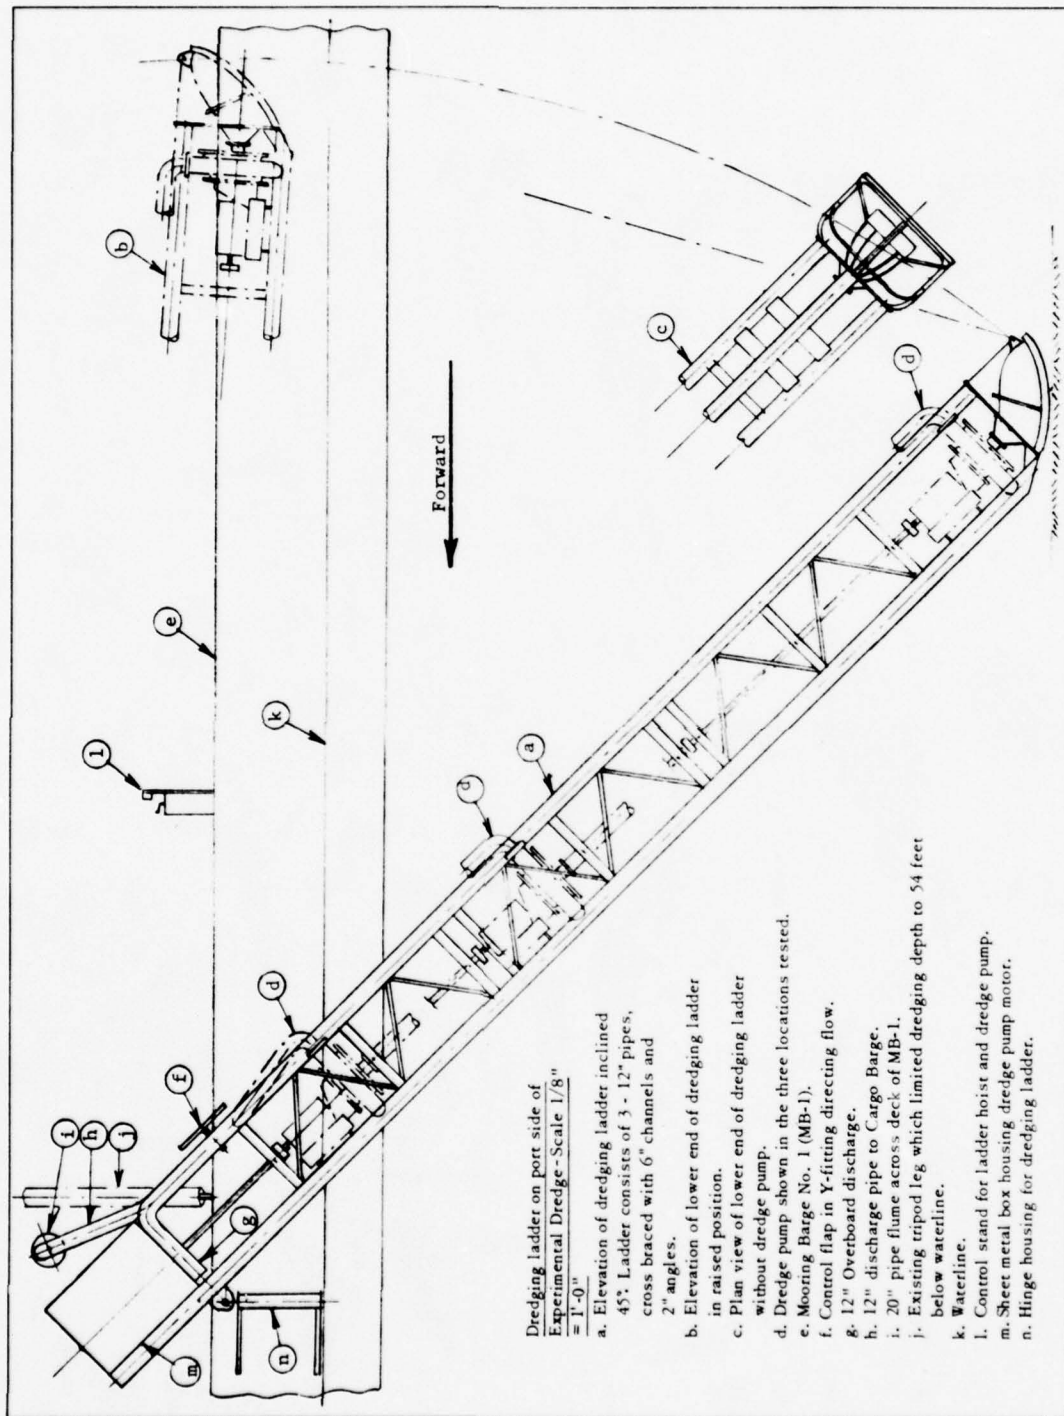 b
c
d
Forward
e
l
k
a
d
d
f
i
h
j
g
m
n
Dredging ladder on port side of
Experimental Dredge-Scale 1/8"
= 1'-0"
a. Elevation of dredging ladder inclined
45°. Ladder consists of 3 - 12" pipes,
cross braced with 6" channels and
2" angles.
b. Elevation of lower end of dredging ladder
in raised position.
c. Plan view of lower end of dredging ladder
without dredge pump.
d. Dredge pump shown in the three locations tested.
e. Mooring Barge No. 1 (MB-1).
f. Control flap in Y-fitting directing flow.
g. 12" Overboard discharge.
h. 12" discharge pipe to Cargo Barge.
i. 20" pipe flume across deck of MB-1.
j. Existing tripod leg which limited dredging depth to 54 feet
below waterline.
k. Waterline.
l. Control stand for ladder hoist and dredge pump.
m. Sheet metal box housing dredge pump motor.
n. Hinge housing for dredging ladder.